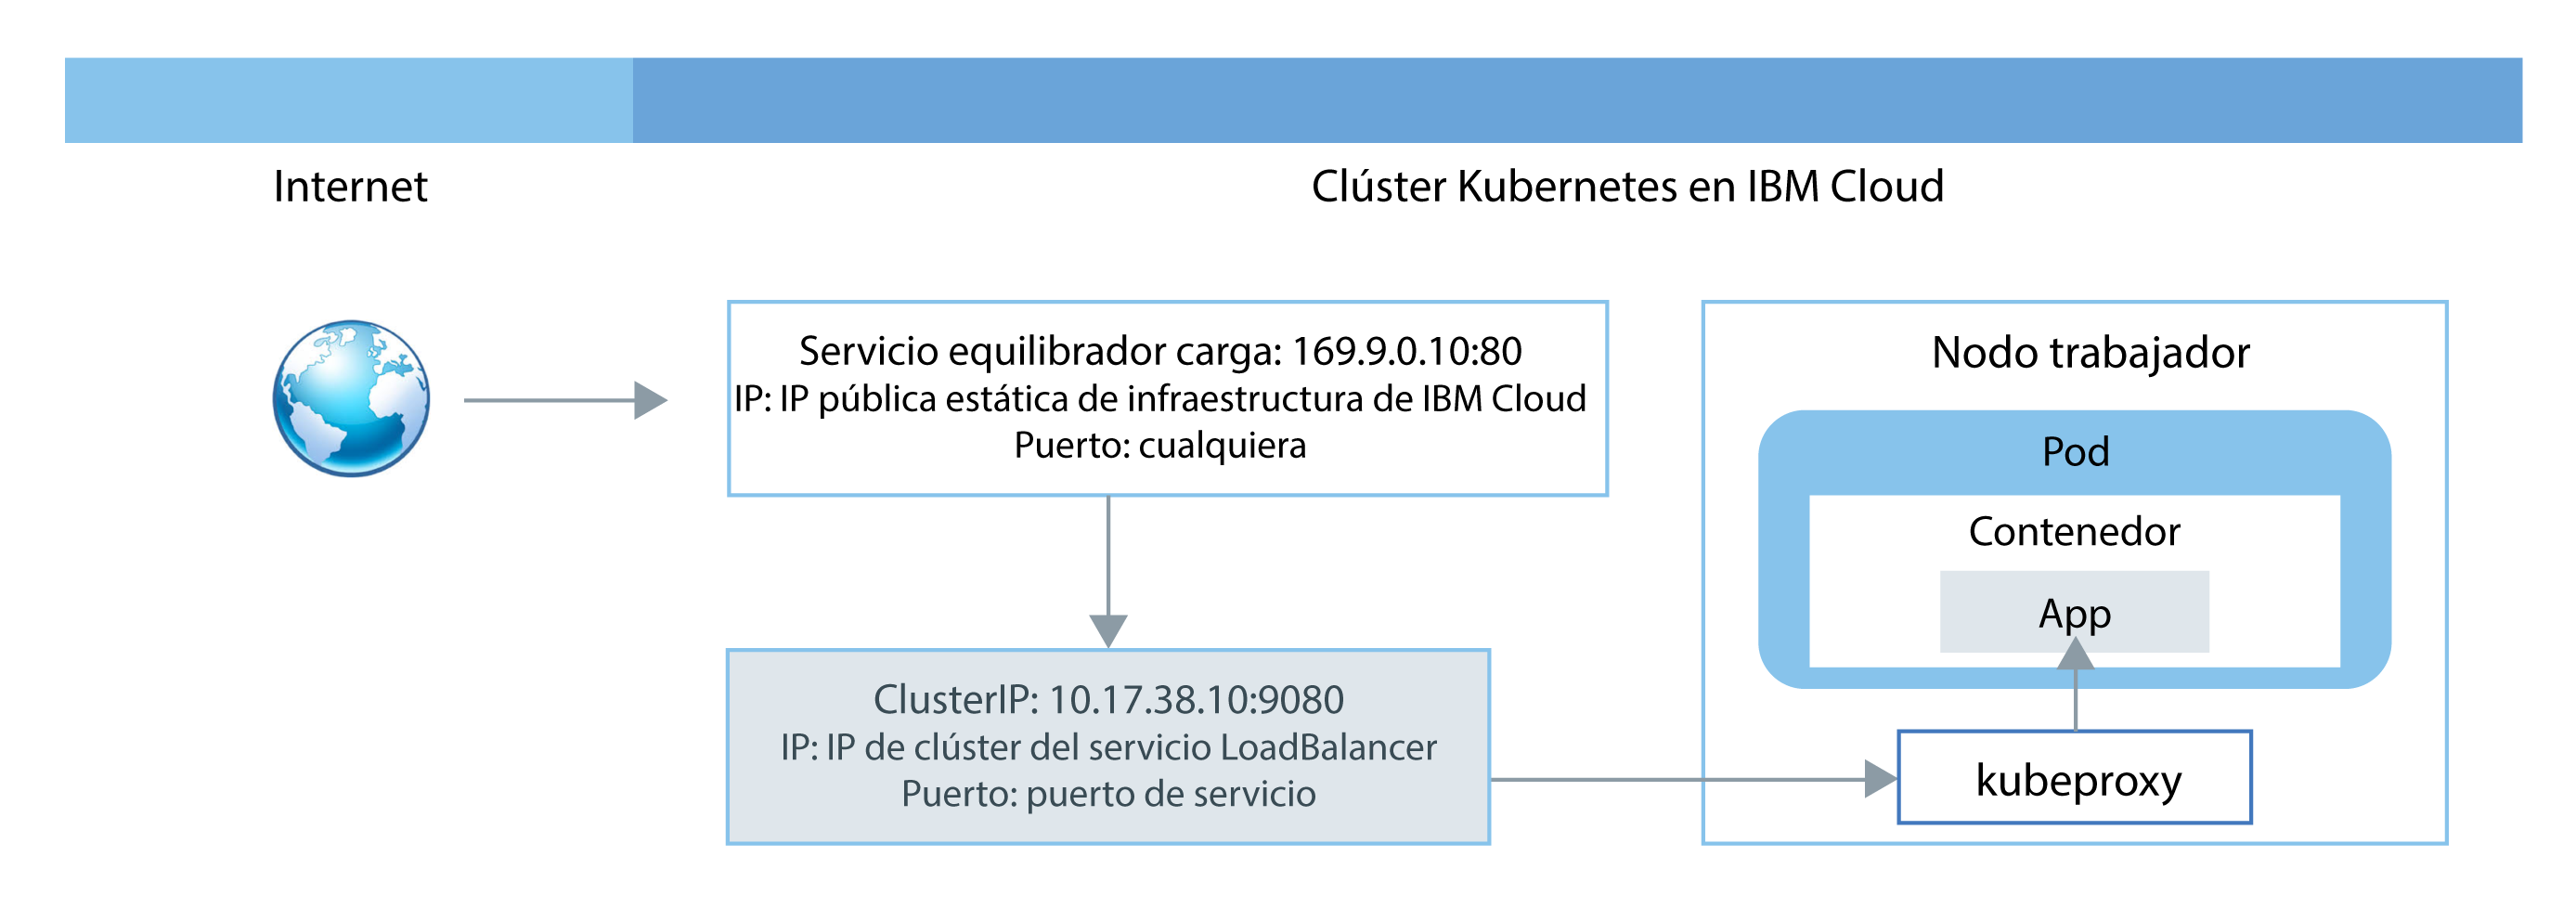 Internet
Clúster Kubernetes en IBM Cloud
Servicio equilibrador carga: 169.9.0.10:80
IP: IP pública estática de infraestructura de IBM Cloud
Puerto: cualquiera
ClusterIP: 10.17.38.10:9080
IP: IP de clúster del servicio LoadBalancer
Puerto: puerto de servicio
Nodo trabajador
Pod
Contenedor
App
kubeproxy